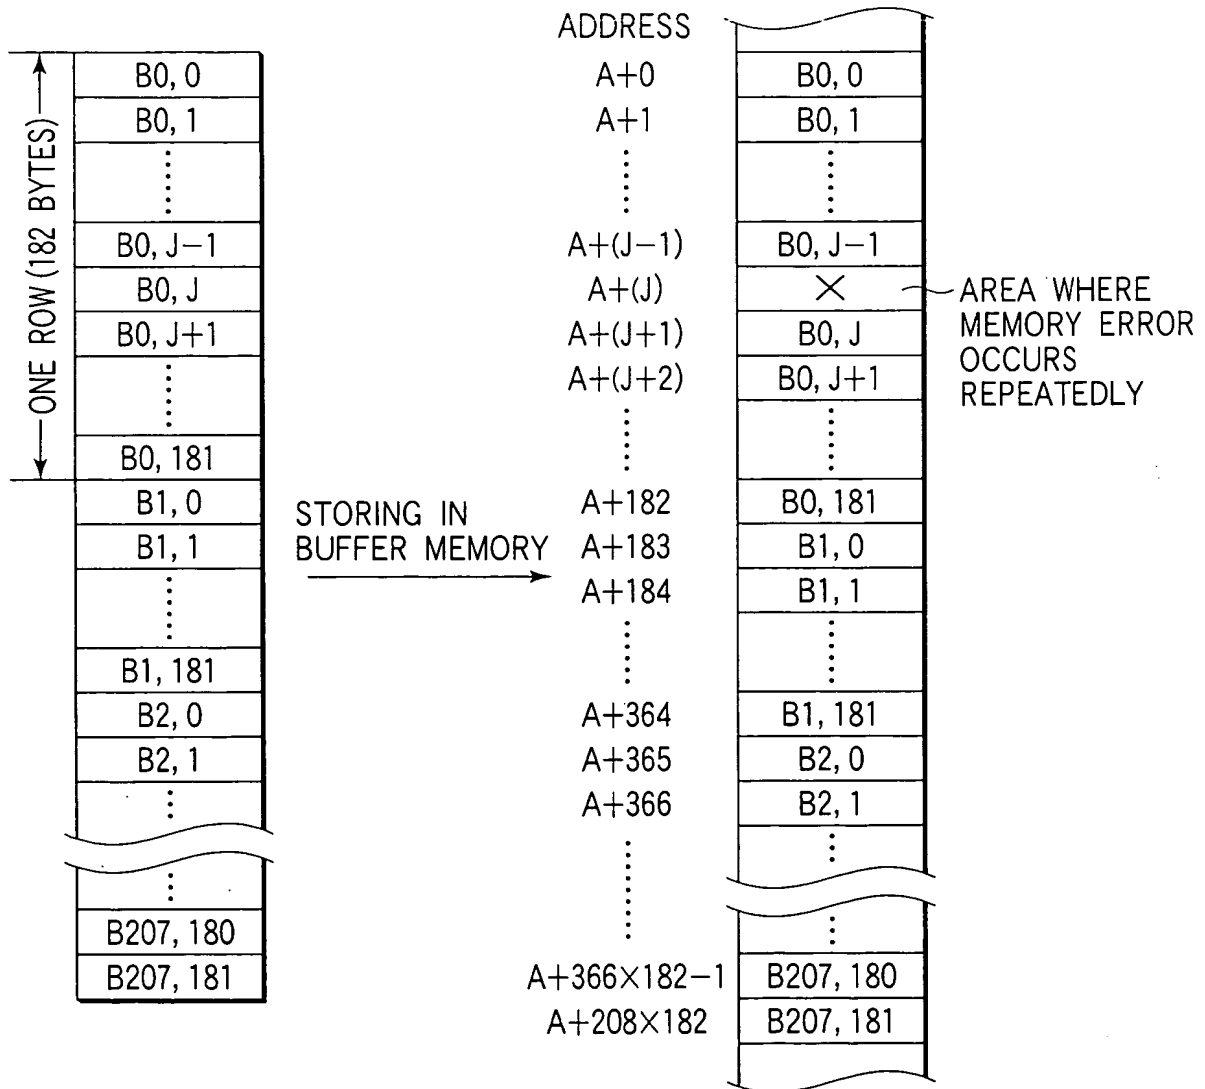 ONE ROW (182 BYTES)
B0, 0
B0, 1
B0, J−1
B0, J
B0, J+1
B0, 181
B1, 0
B1, 1
B1, 181
B2, 0
B2, 1
B207, 180
B207, 181
STORING IN
BUFFER MEMORY
ADDRESS
A+0 B0, 0
A+1 B0, 1
A+(J−1) B0, J−1
A+(J) ×
A+(J+1) B0, J
A+(J+2) B0, J+1
A+182 B0, 181
A+183 B1, 0
A+184 B1, 1
A+364 B1, 181
A+365 B2, 0
A+366 B2, 1
A+366×182−1 B207, 180
A+208×182 B207, 181
AREA WHERE
MEMORY ERROR
OCCURS
REPEATEDLY